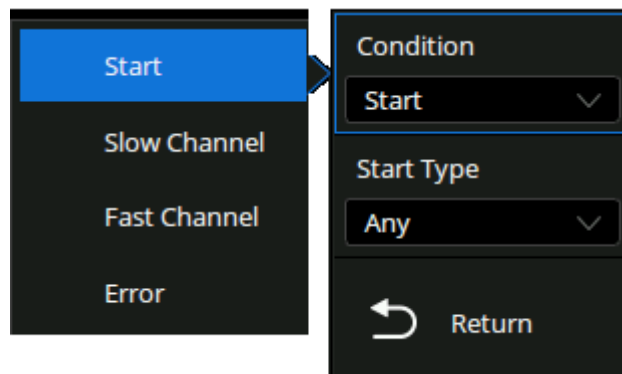 Start
Slow Channel
Fast Channel
Error
Condition
Start
Start Type
Any
Return